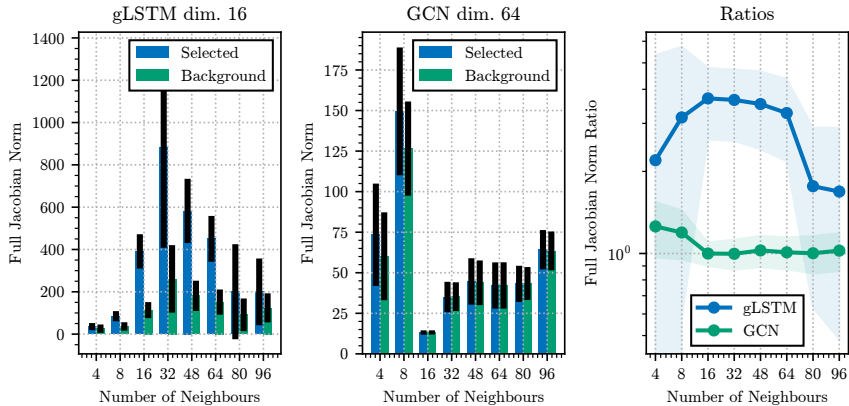 gLSTM dim. 16
Full Jacobian Norm
1400
1200
1000
800
600
400
200
0
Selected
Background
4 8 16 32 48 64 80 96
Number of Neighbours
GCN dim. 64
Full Jacobian Norm
175
150
125
100
75
50
25
0
Selected
Background
4 8 16 32 48 64 80 96
Number of Neighbours
Ratios
Full Jacobian Norm Ratio
10⁰
gLSTM
GCN
4 8 16 32 48 64 80 96
Number of Neighbours